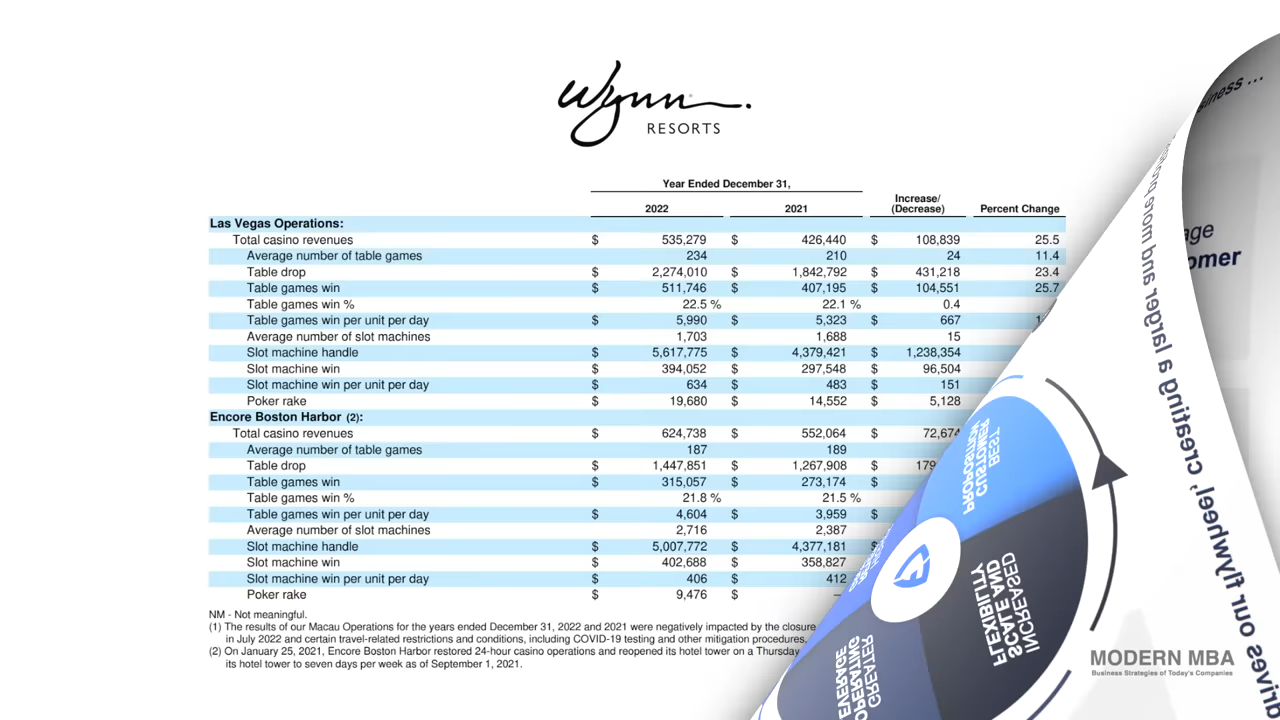 Wynn
RESORTS
Year Ended December 31,
2022 2021 Increase/ (Decrease) Percent Change
Las Vegas Operations:
Total casino revenues $ 535,279 $ 426,440 $ 108,839 25.5
Average number of table games 234 210 24 11.4
Table drop $ 2,274,010 $ 1,842,792 $ 431,218 23.4
Table games win $ 511,746 $ 407,195 $ 104,551 25.7
Table games win % 22.5 % 22.1 % 0.4
Table games win per unit per day $ 5,990 $ 5,323 $ 667
Average number of slot machines 1,703 1,688 15
Slot machine handle $ 5,617,775 $ 4,379,421 $ 1,238,354
Slot machine win $ 394,052 $ 297,548 $ 96,504
Slot machine win per unit per day $ 634 $ 483 $ 151
Poker rake $ 19,680 $ 14,552 $ 5,128
Encore Boston Harbor (2):
Total casino revenues $ 624,738 $ 552,064 $ 72,674
Average number of table games 187 189
Table drop $ 1,447,851 $ 1,267,908 $ 179
Table games win $ 315,057 $ 273,174 $
Table games win % 21.8 % 21.5 %
Table games win per unit per day $ 4,604 $ 3,959 $
Average number of slot machines 2,716 2,387
Slot machine handle $ 5,007,772 $ 4,377,181 $
Slot machine win $ 402,688 $ 358,827
Slot machine win per unit per day $ 406 $ 412
Poker rake $ 9,476 $ —
NM - Not meaningful.
(1) The results of our Macau Operations for the years ended December 31, 2022 and 2021 were negatively impacted by the closure
in July 2022 and certain travel-related restrictions and conditions, including COVID-19 testing and other mitigation procedures,
(2) On January 25, 2021, Encore Boston Harbor restored 24-hour casino operations and reopened its hotel tower on a Thursday
its hotel tower to seven days per week as of September 1, 2021.
BEST
CUSTOMER
PROPOSITION
INCREASED
SCALE AND
FLEXIBILITY
GREATER
OPERATING
creating a larger and more
our flywheel,
MODERN MBA
Business Strategies of Today's Companies